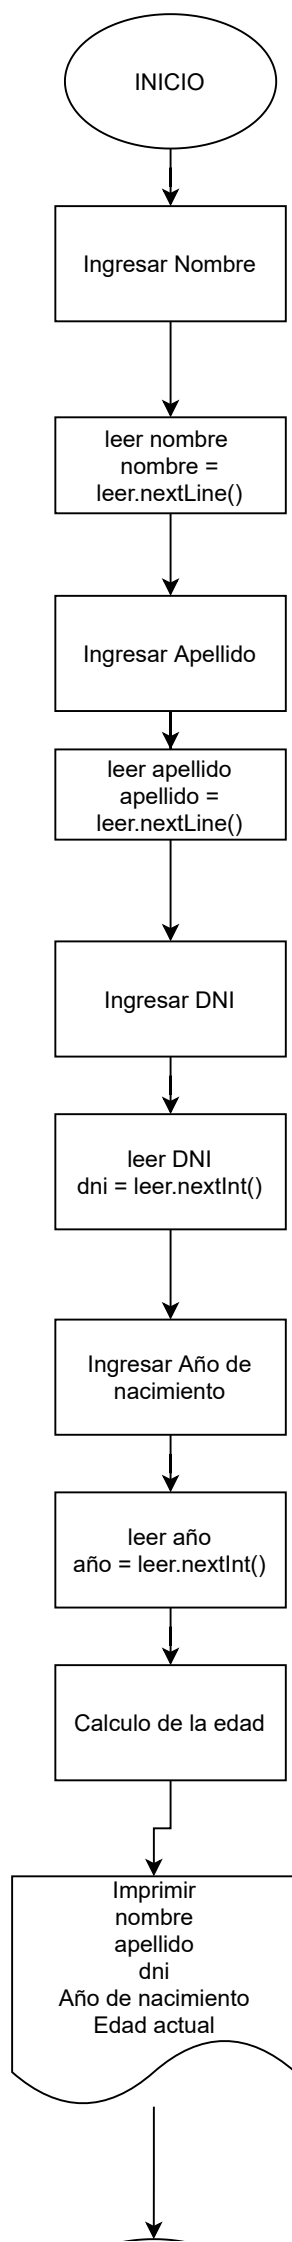 INICIO
Ingresar Nombre
leer nombre
nombre =
leer.nextLine()
Ingresar Apellido
leer apellido
apellido =
leer.nextLine()
Ingresar DNI
leer DNI
dni = leer.nextInt()
Ingresar Año de
nacimiento
leer año
año = leer.nextInt()
Calculo de la edad
Imprimir
nombre
apellido
dni
Año de nacimiento
Edad actual